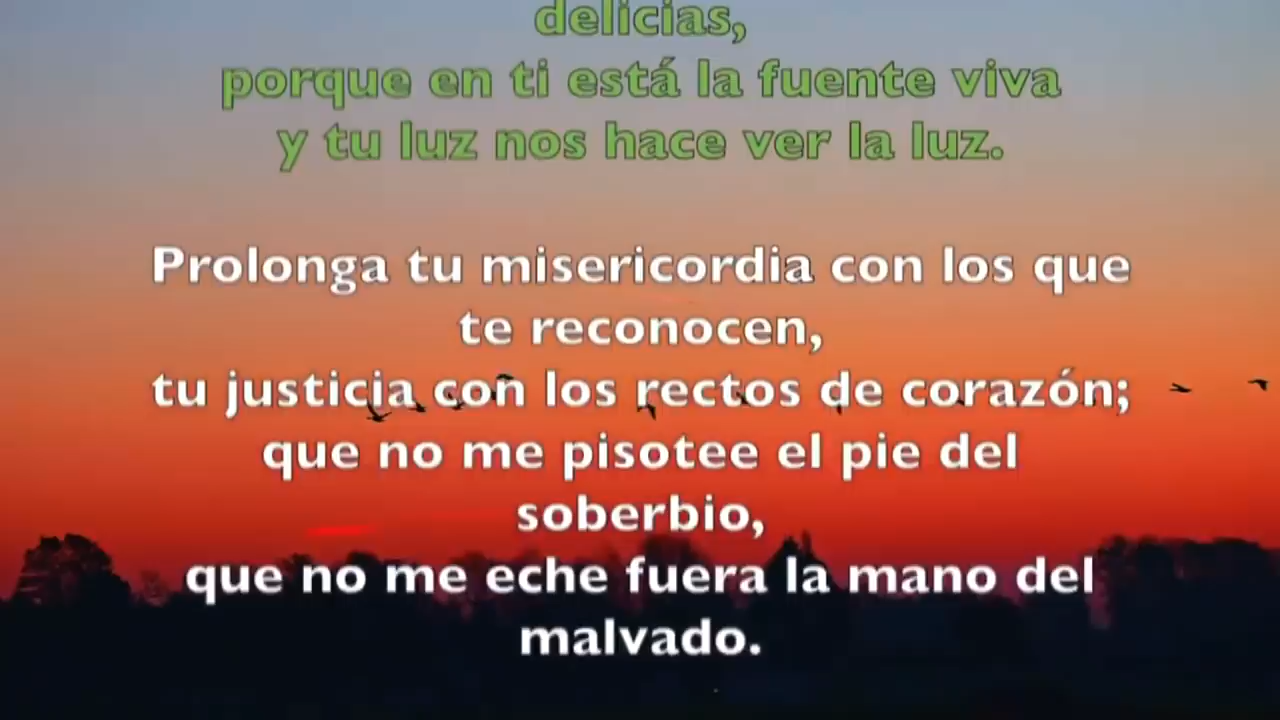 delicias,
porque en ti está la fuente viva
y tu luz nos hace ver la luz.
Prolonga tu misericordia con los que
te reconocen,
tu justicia con los rectos de corazón;
que no me pisotee el pie del
soberbio,
que no me eche fuera la mano del
malvado.